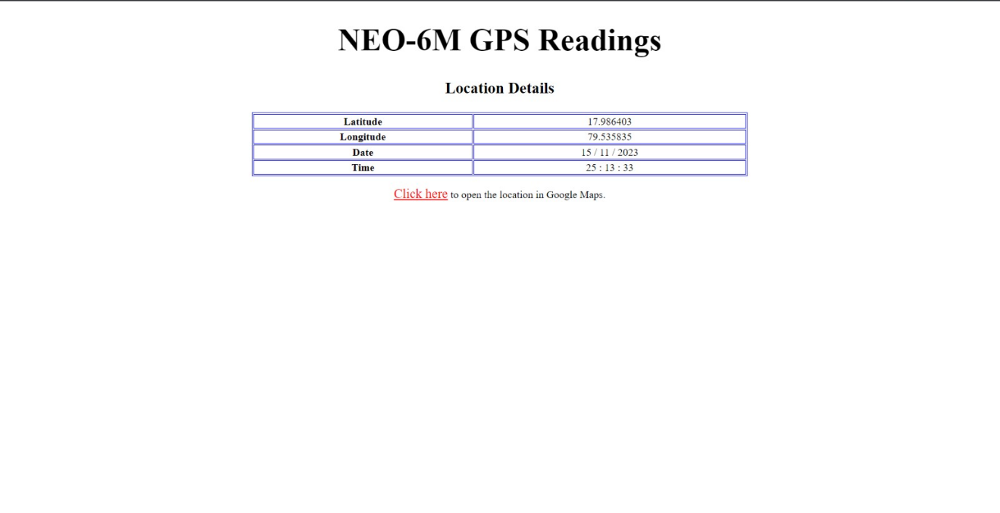 NEO-6M GPS Readings
Location Details
Latitude 17.986403
Longitude 79.535835
Date 15 / 11 / 2023
Time 25 : 13 : 33
Click here to open the location in Google Maps.